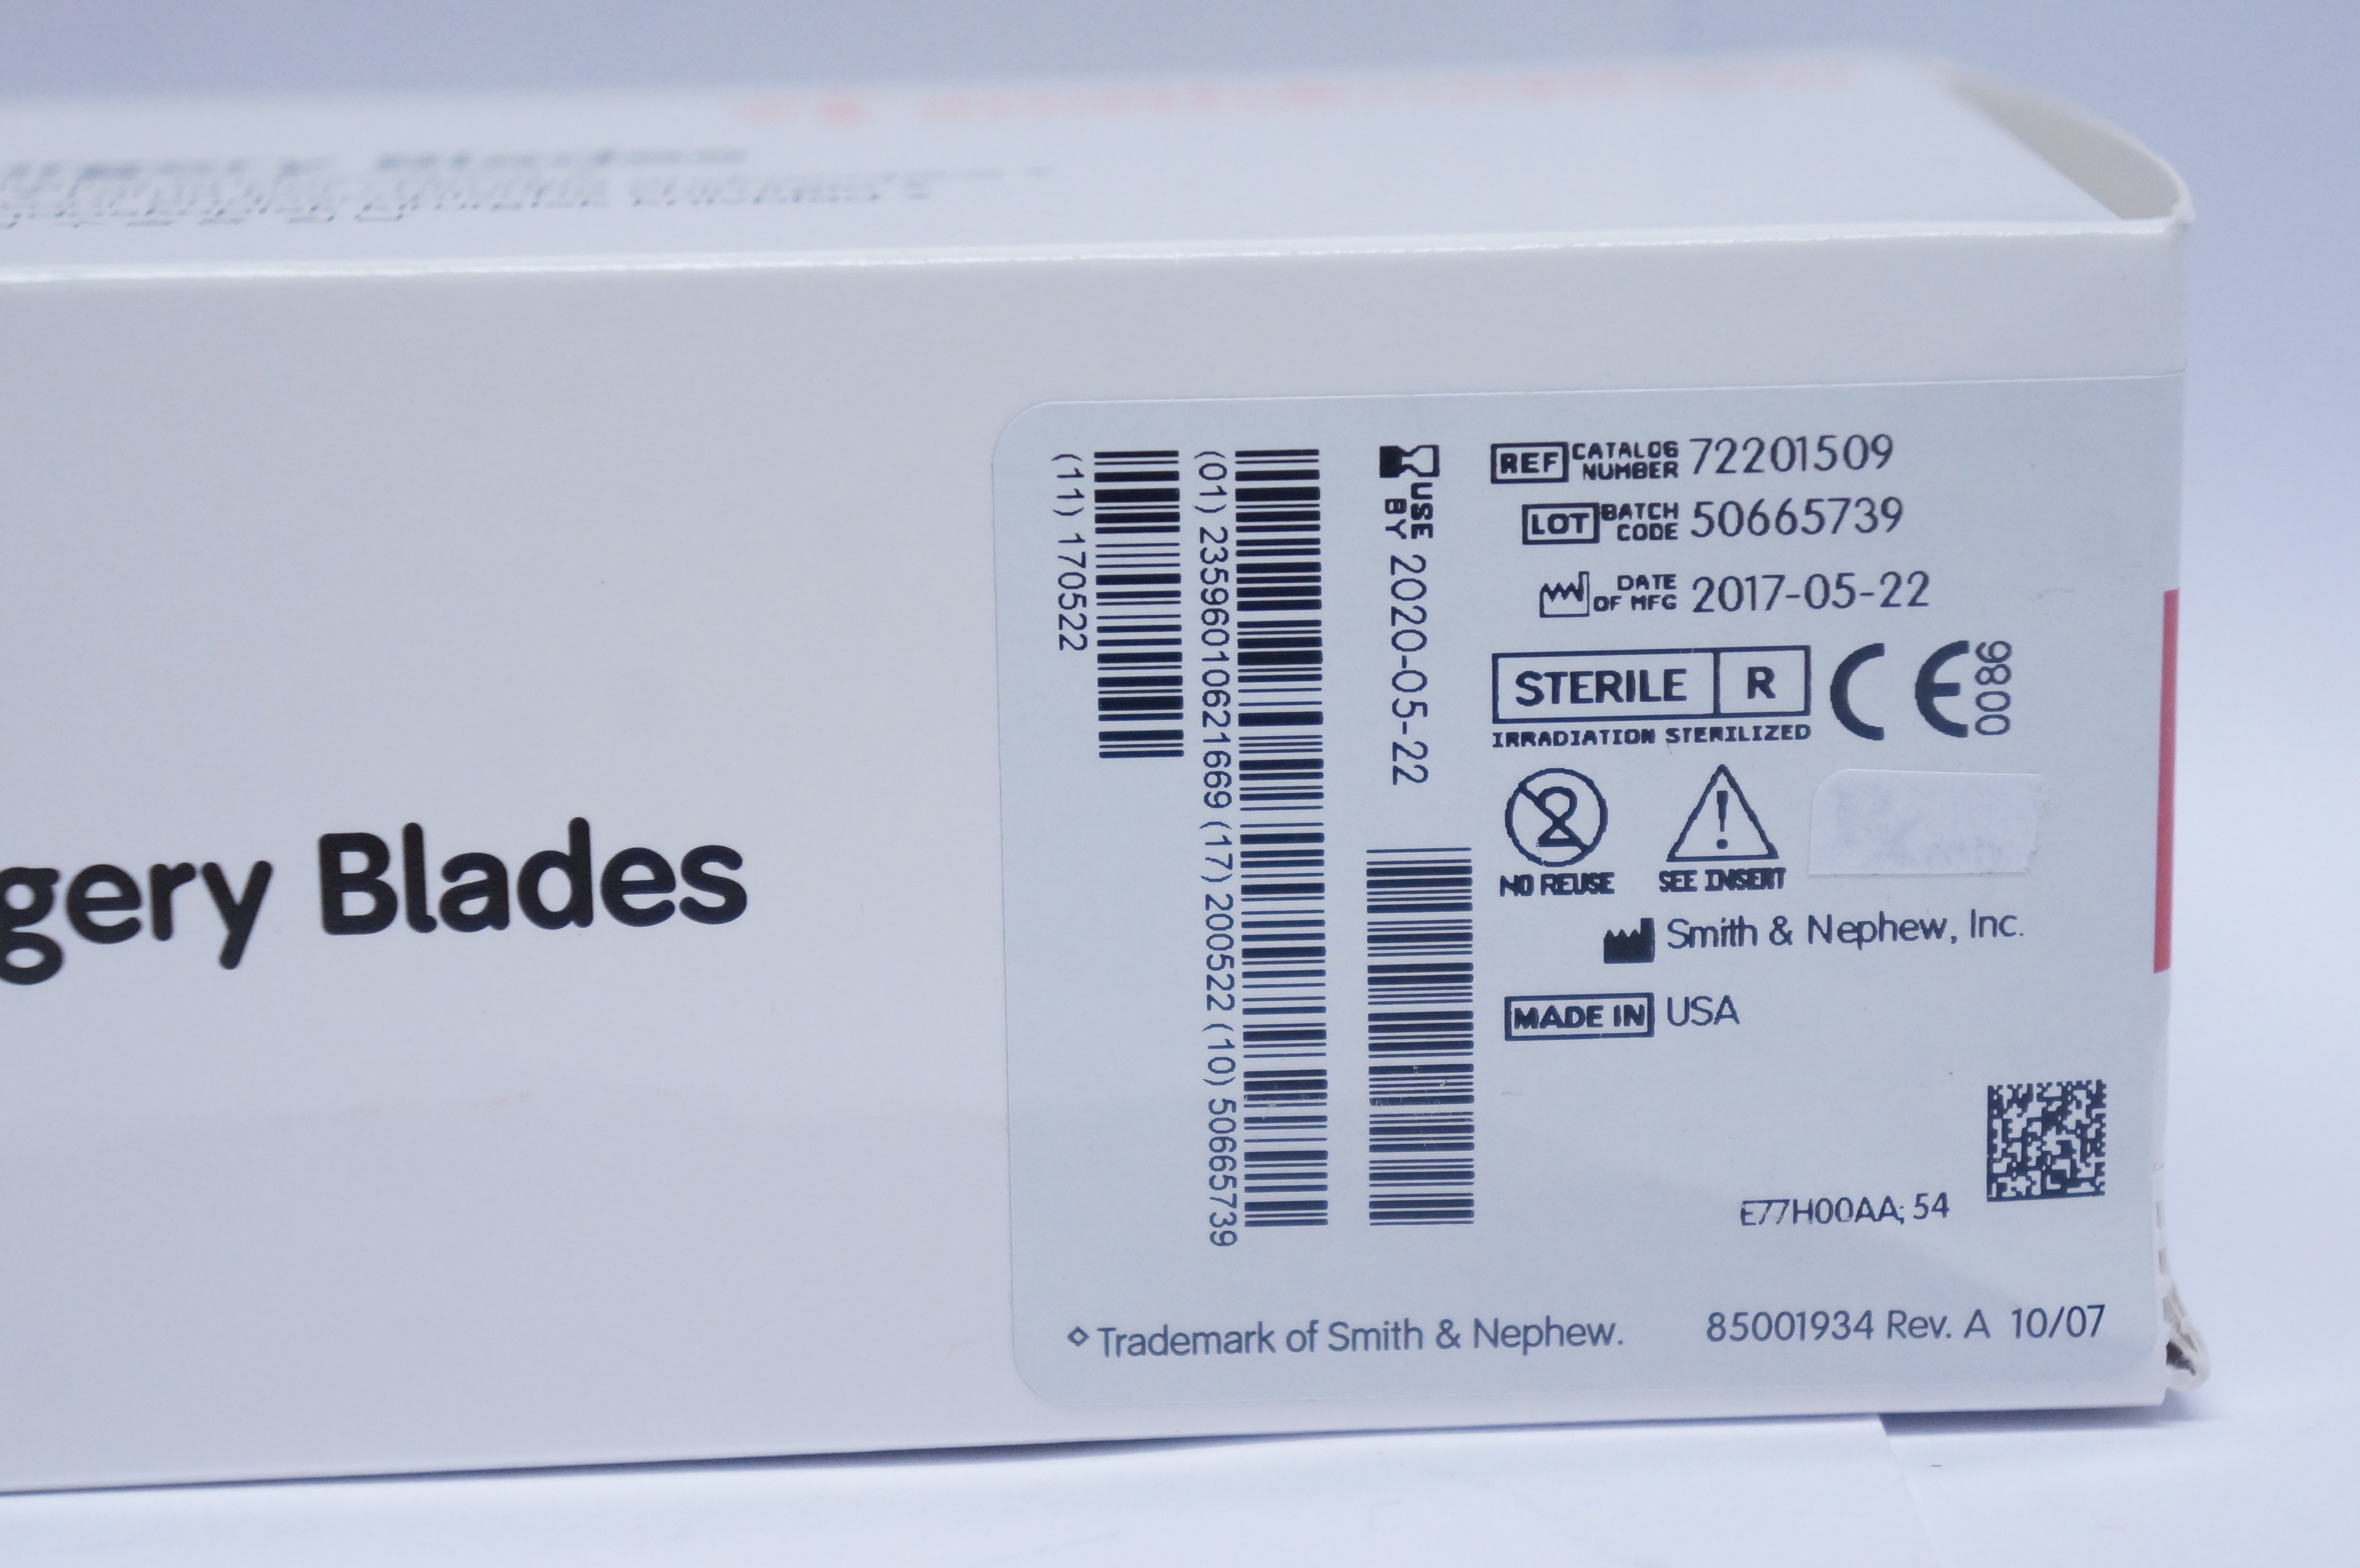 gery Blades
(11) 170522
(01) 23596010621669 (17) 200522 (10) 50665739
USE BY 2020-05-22
REF CATALOG NUMBER 72201509
LOT BATCH CODE 50665739
DATE OF MFG 2017-05-22
STERILE R
IRRADIATION STERILIZED
CE 0086
NO REUSE
SEE INSERT
Smith & Nephew, Inc.
MADE IN USA
E77H00AA; 54
◇ Trademark of Smith & Nephew.
85001934 Rev. A 10/07